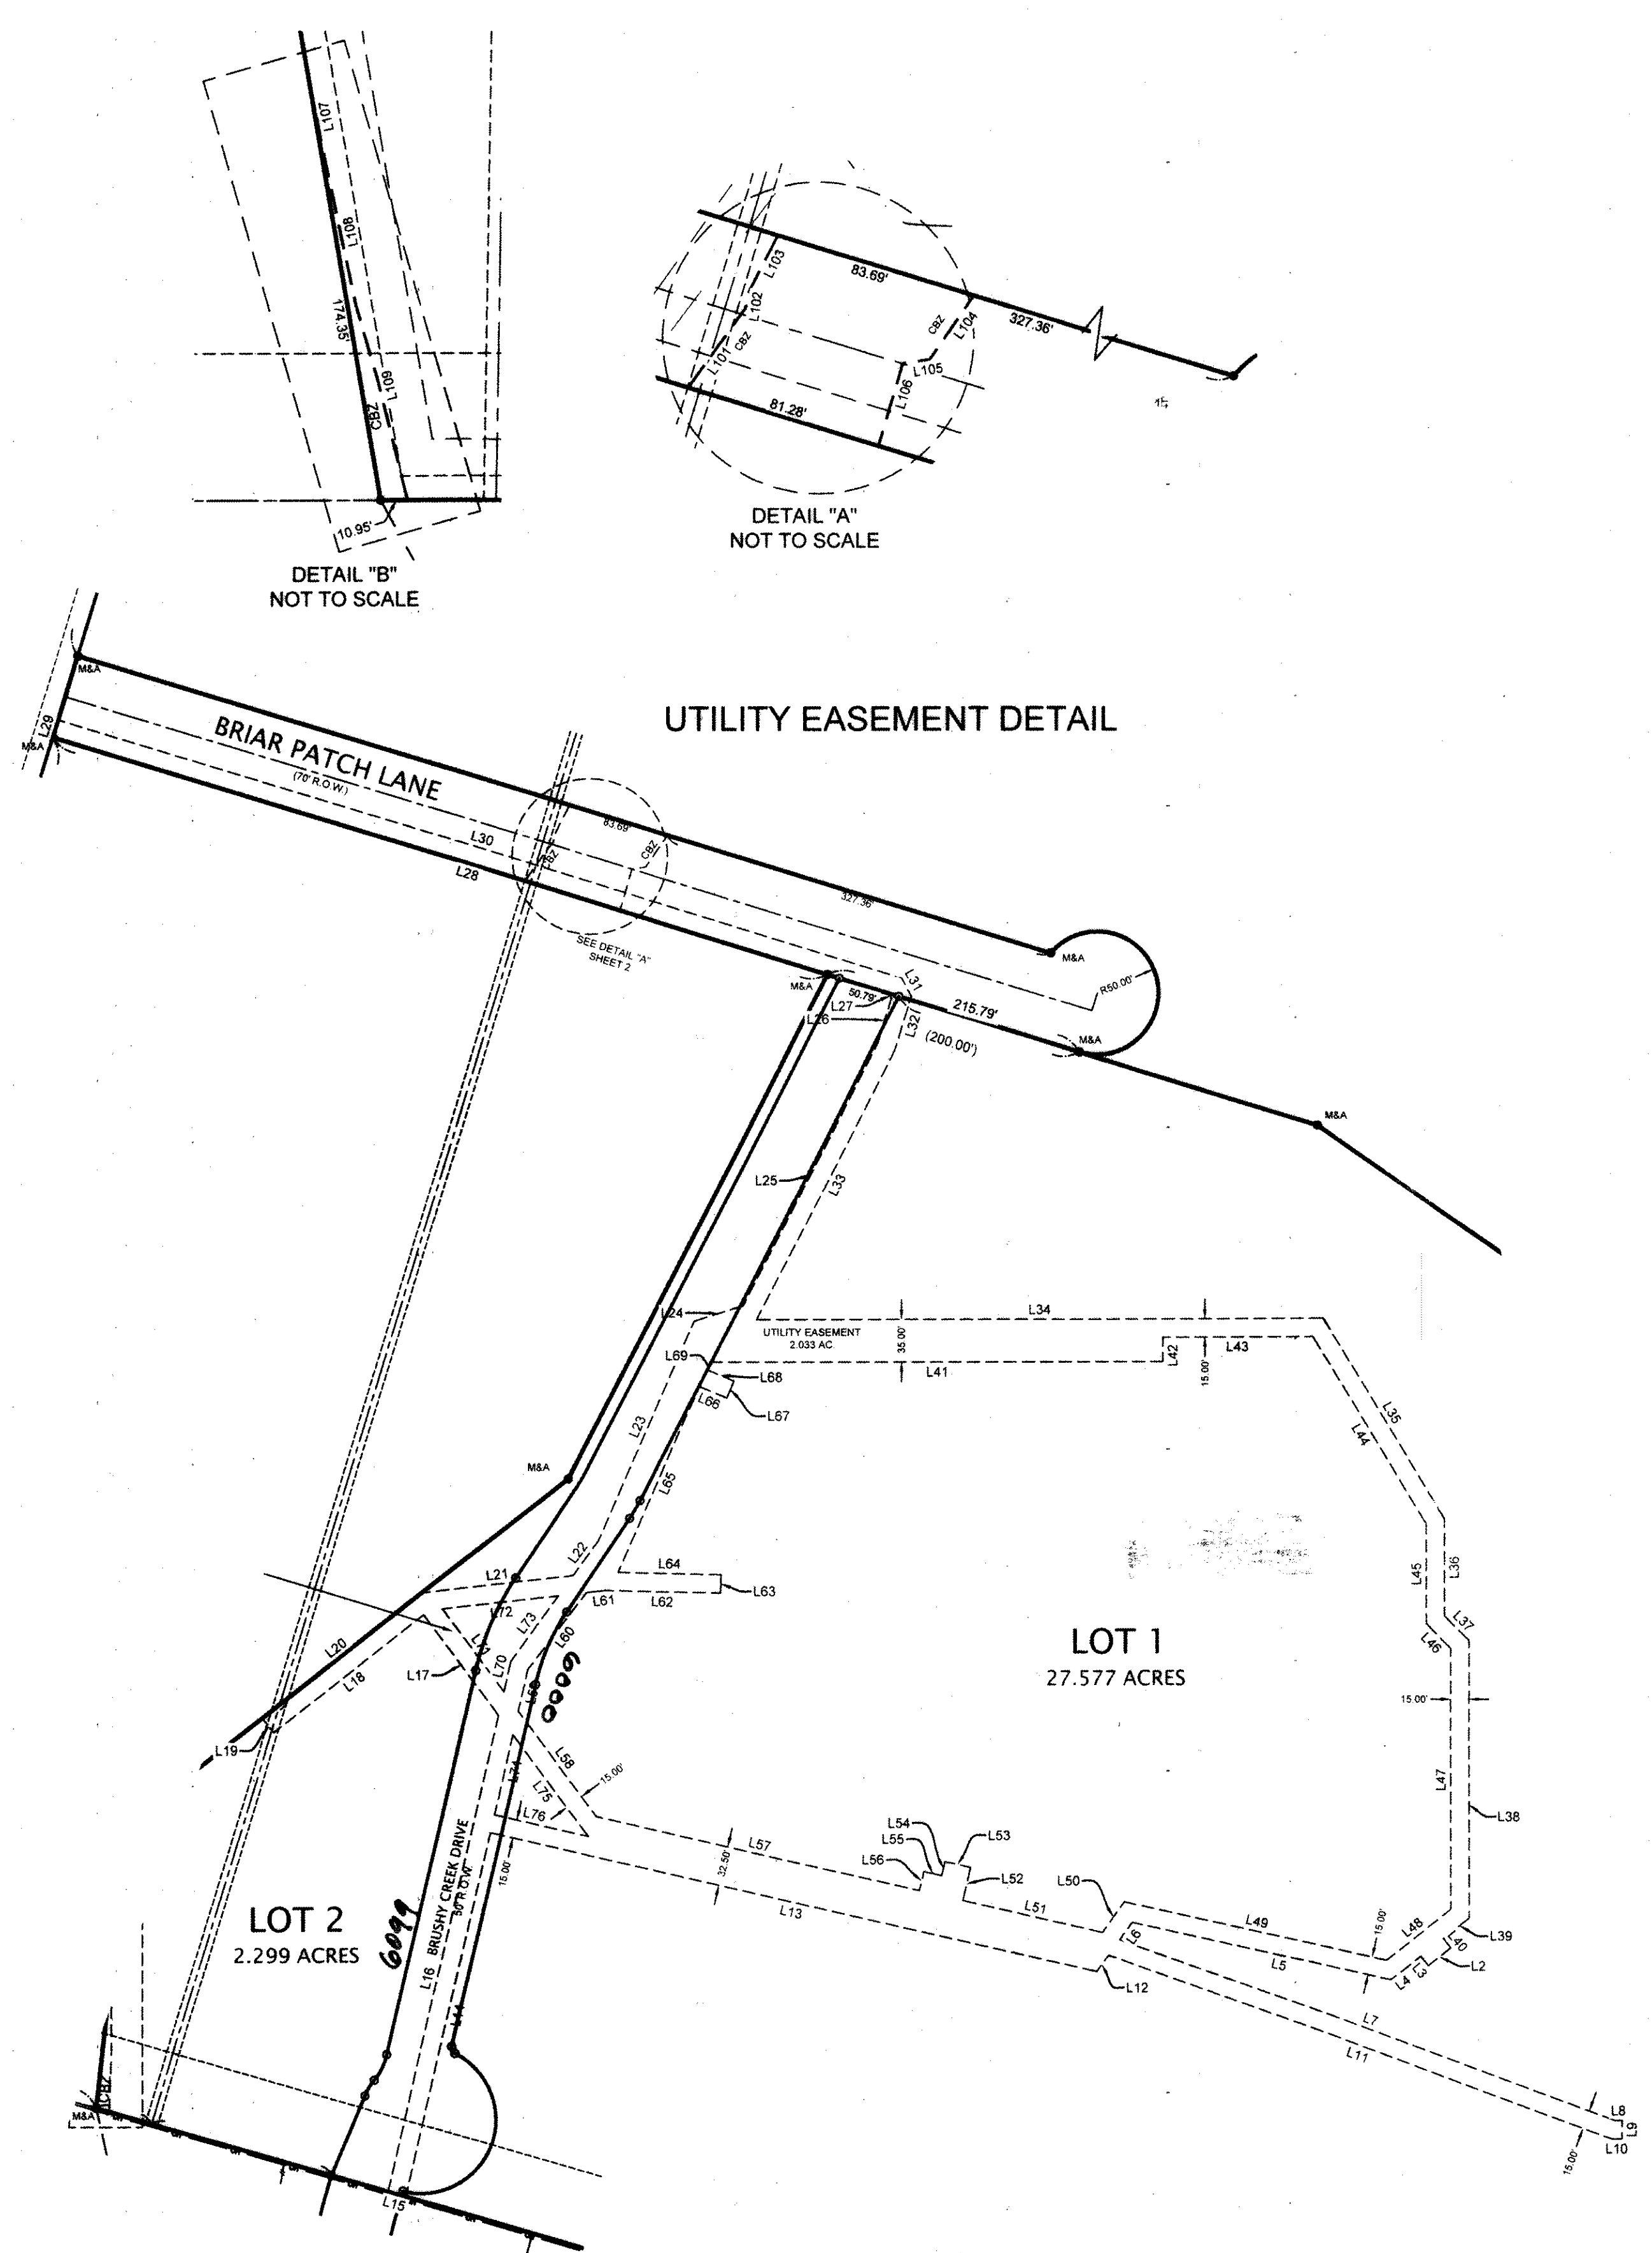 L107
L108
174.35'
L109
CBZ
10.95'
DETAIL "B"
NOT TO SCALE
L103
83.69'
L102
CBZ
L101
CBZ
L104
327.36'
L105
L106
81.28'
DETAIL "A"
NOT TO SCALE
UTILITY EASEMENT DETAIL
M&A
L29
M&A
BRIAR PATCH LANE
(70' R.O.W.)
L30
L28
83.69'
CBZ
CBZ
327.36'
SEE DETAIL "A"
SHEET 2
M&A
R50.00'
M&A
50.79'
L27
L26
L31
L32
215.79'
(200.00')
M&A
M&A
L25
L33
L24
UTILITY EASEMENT
2.033 AC.
35.00'
L34
L69
L68
L66
L67
L41
L42
L43
15.00'
L35
L44
L23
M&A
L65
L22
L21
L64
L63
L61
L62
L72
L73
L60
L45
L36
L37
L46
L20
L18
L17
L70
6000
LOT 1
27.577 ACRES
15.00'
L19
L58
15.00'
L74
L75
L76
L47
L38
L57
32.50'
L54
L55
L53
L56
L52
L50
L51
L49
15.00'
L48
L39
40
L2
L3
L4
L5
L6
L13
L12
15.00'
LOT 2
2.299 ACRES
6099
L16
BRUSHY CREEK DRIVE
50' R.O.W.
L7
L11
L8
L9
L10
15.00'
L14
CBZ
M&A
L15